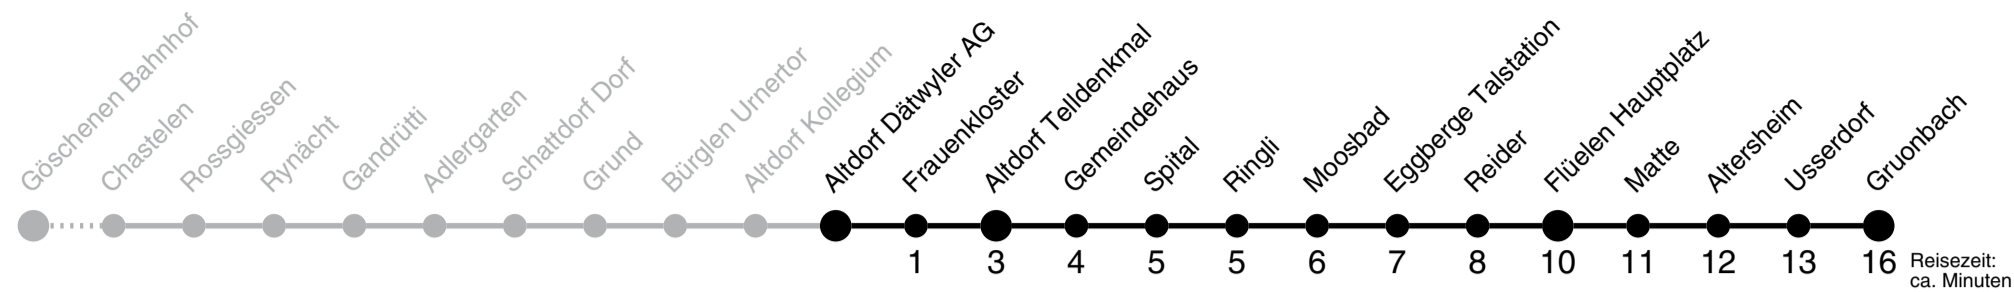 Göschenen Bahnhof
Chastelen
Rossgiessen
Rynächt
Gandrütti
Adlergarten
Schattdorf Dorf
Grund
Bürglen Urnertor
Altdorf Kollegium
Altdorf Dätwyler AG
Frauenkloster
Altdorf Telldenkmal
Gemeindehaus
Spital
Ringli
Moosbad
Eggberge Talstation
Reider
Flüelen Hauptplatz
Matte
Altersheim
Usserdorf
Gruonbach
1 3 4 5 5 6 7 8 10 11 12 13 16 Reisezeit:
ca. Minuten